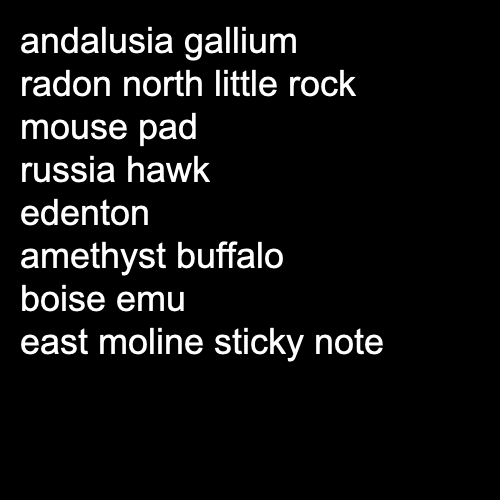 andalusia gallium
radon north little rock
mouse pad
russia hawk
edenton
amethyst buffalo
boise emu
east moline sticky note